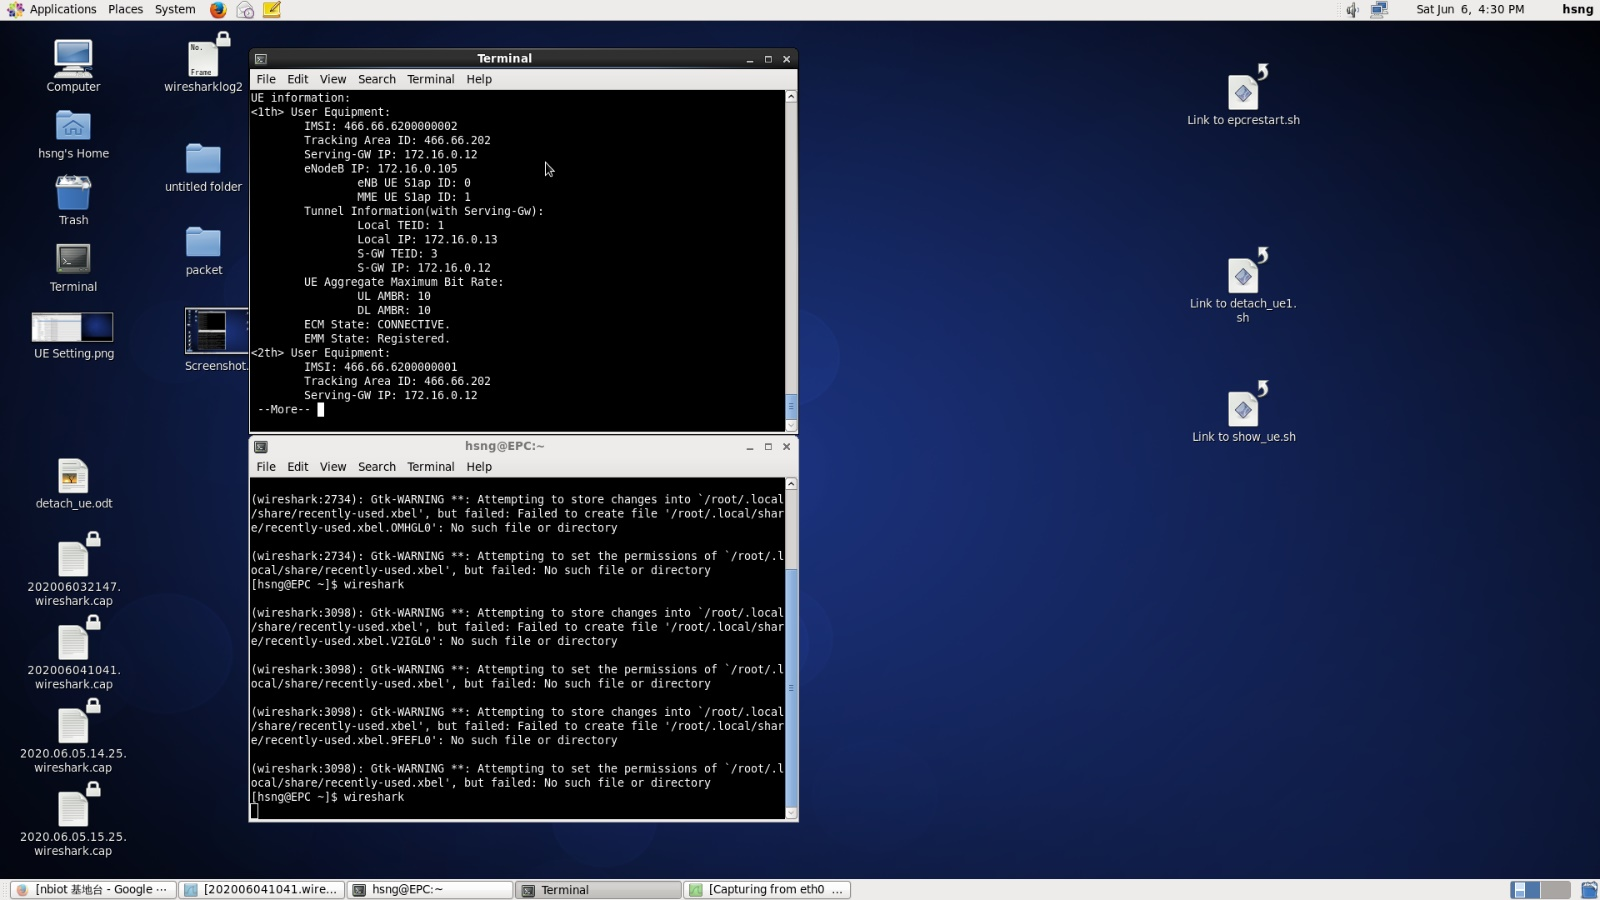 Applications Places System
Sat Jun 6, 4:30 PM hsng
Computer
hsng's Home
Trash
Terminal
UE Setting.png
detach_ue.odt
202006032147.
wireshark.cap
202006041041.
wireshark.cap
2020.06.05.14.25.
wireshark.cap
2020.06.05.15.25.
wireshark.cap
No.
Frame
wiresharklog2
untitled folder
packet
Screenshot.
Terminal
File Edit View Search Terminal Help
UE information:
<1th> User Equipment:
IMSI: 466.66.6200000002
Tracking Area ID: 466.66.202
Serving-GW IP: 172.16.0.12
eNodeB IP: 172.16.0.105
eNB UE S1ap ID: 0
MME UE S1ap ID: 1
Tunnel Information(with Serving-Gw):
Local TEID: 1
Local IP: 172.16.0.13
S-GW TEID: 3
S-GW IP: 172.16.0.12
UE Aggregate Maximum Bit Rate:
UL AMBR: 10
DL AMBR: 10
ECM State: CONNECTIVE.
EMM State: Registered.
<2th> User Equipment:
IMSI: 466.66.6200000001
Tracking Area ID: 466.66.202
Serving-GW IP: 172.16.0.12
--More--
hsng@EPC:~
File Edit View Search Terminal Help
(wireshark:2734): Gtk-WARNING **: Attempting to store changes into `/root/.local
/share/recently-used.xbel', but failed: Failed to create file '/root/.local/shar
e/recently-used.xbel.OMHGL0': No such file or directory
(wireshark:2734): Gtk-WARNING **: Attempting to set the permissions of `/root/.l
ocal/share/recently-used.xbel', but failed: No such file or directory
[hsng@EPC ~]$ wireshark
(wireshark:3098): Gtk-WARNING **: Attempting to store changes into `/root/.local
/share/recently-used.xbel', but failed: Failed to create file '/root/.local/shar
e/recently-used.xbel.V2IGL0': No such file or directory
(wireshark:3098): Gtk-WARNING **: Attempting to set the permissions of `/root/.l
ocal/share/recently-used.xbel', but failed: No such file or directory
(wireshark:3098): Gtk-WARNING **: Attempting to store changes into `/root/.local
/share/recently-used.xbel', but failed: Failed to create file '/root/.local/shar
e/recently-used.xbel.9FEFL0': No such file or directory
(wireshark:3098): Gtk-WARNING **: Attempting to set the permissions of `/root/.l
ocal/share/recently-used.xbel', but failed: No such file or directory
[hsng@EPC ~]$ wireshark
Link to epcrestart.sh
Link to detach_ue1.
sh
Link to show_ue.sh
[nbiot 基地台 - Google ...
[202006041041.wire...
hsng@EPC:~
Terminal
[Capturing from eth0 ...